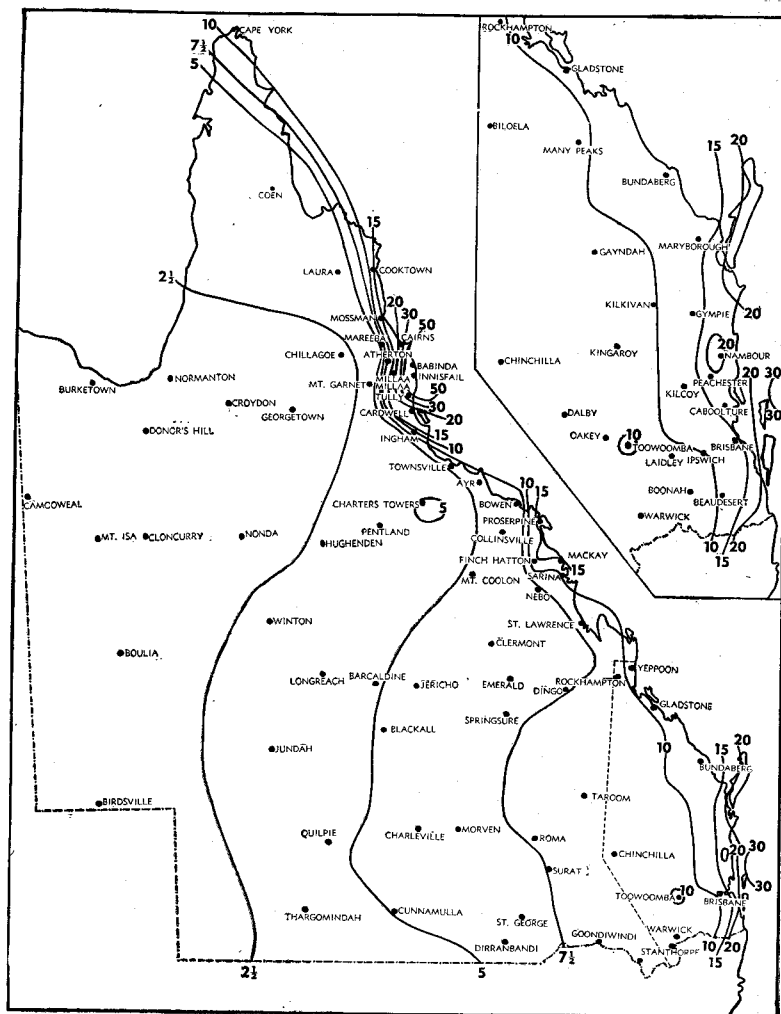 10
CAPE YORK
7½
5
COEN
15
LAURA
COOKTOWN
2½
20
30
50
MOSSMAN
MAREEBA
CAIRNS
CHILLAGOE
ATHERTON
BABINDA
MILLAA
MILLAA
INNISFAIL
MT. GARNET
TULLY
50
BURKETOWN
NORMANTON
CROYDON
GEORGETOWN
CARDWELL
30
20
DONOR'S HILL
INGHAM
15
10
TOWNSVILLE
AYR
CAMOOWEAL
CHARTERS TOWERS
5
BOWEN
10
15
PROSERPINE
MT. ISA
CLONCURRY
NONDA
PENTLAND
HUGHENDEN
COLLINSVILLE
FINCH HATTON
MACKAY
MT. COOLON
SARINA
15
NEBO
WINTON
ST. LAWRENCE
CLERMONT
BOULIA
YEPPOON
LONGREACH
BARCALDINE
JERICHO
EMERALD
DINGO
ROCKHAMPTON
GLADSTONE
SPRINGSURE
BLACKALL
10
JUNDAH
15
20
BUNDABERG
BIRDSVILLE
TAROOM
QUILPIE
CHARLEVILLE
MORVEN
ROMA
CHINCHILLA
20
30
SURAT
30
TOOWOOMBA
10
BRISBANE
THARGOMINDAH
CUNNAMULLA
ST. GEORGE
WARWICK
GOONDIWINDI
DIRRANBANDI
STANTHORPE
10
20
15
2½
5
7½
ROCKHAMPTON
10
GLADSTONE
BILOELA
MANY PEAKS
15
20
BUNDABERG
MARYBOROUGH
GAYNDAH
KILKIVAN
GYMPIE
20
KINGAROY
20
NAMBOUR
CHINCHILLA
PEACHESTER
KILCOY
20
30
CABOOLTURE
30
DALBY
OAKEY
10
TOOWOOMBA
BRISBANE
LAIDLEY
IPSWICH
BOONAH
BEAUDESERT
WARWICK
10
20
15